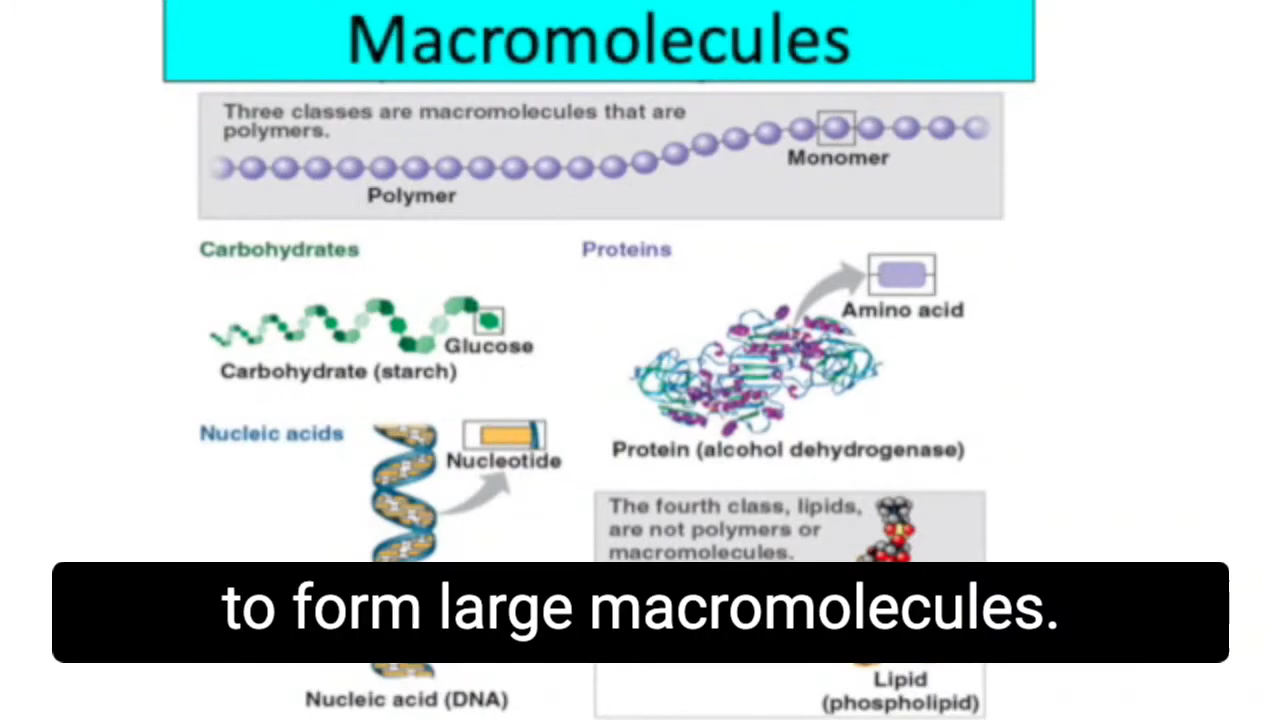 Macromolecules
Three classes are macromolecules that are
polymers.
Monomer
Polymer
Carbohydrates
Proteins
Amino acid
Glucose
Carbohydrate (starch)
Nucleic acids
Nucleotide
Protein (alcohol dehydrogenase)
The fourth class, lipids,
are not polymers or
macromolecules.
to form large macromolecules.
Lipid
(phospholipid)
Nucleic acid (DNA)